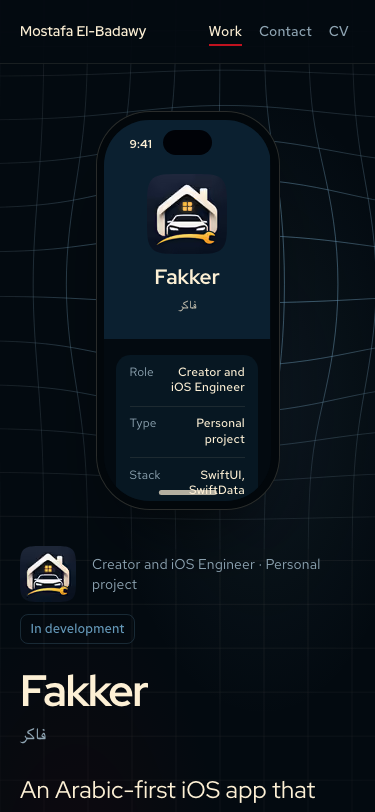 Mostafa El-Badawy
Work
Contact
CV
9:41
Fakker
فاكر
Role
Creator and
iOS Engineer
Type
Personal
project
Stack
SwiftUI,
SwiftData
Creator and iOS Engineer · Personal
project
In development
Fakker
فاكر
An Arabic-first iOS app that